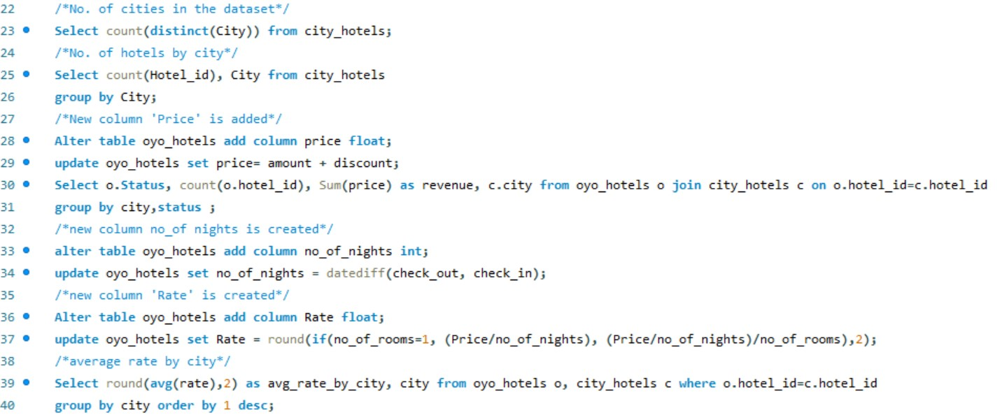 22 /*No. of cities in the dataset*/
23 Select count(distinct(City)) from city_hotels;
24 /*No. of hotels by city*/
25 Select count(Hotel_id), City from city_hotels
26 group by City;
27 /*New column 'Price' is added*/
28 Alter table oyo_hotels add column price float;
29 update oyo_hotels set price= amount + discount;
30 Select o.Status, count(o.hotel_id), Sum(price) as revenue, c.city from oyo_hotels o join city_hotels c on o.hotel_id=c.hotel_id
31 group by city,status ;
32 /*new column no_of nights is created*/
33 alter table oyo_hotels add column no_of_nights int;
34 update oyo_hotels set no_of_nights = datediff(check_out, check_in);
35 /*new column 'Rate' is created*/
36 Alter table oyo_hotels add column Rate float;
37 update oyo_hotels set Rate = round(if(no_of_rooms=1, (Price/no_of_nights), (Price/no_of_nights)/no_of_rooms),2);
38 /*average rate by city*/
39 Select round(avg(rate),2) as avg_rate_by_city, city from oyo_hotels o, city_hotels c where o.hotel_id=c.hotel_id
40 group by city order by 1 desc;